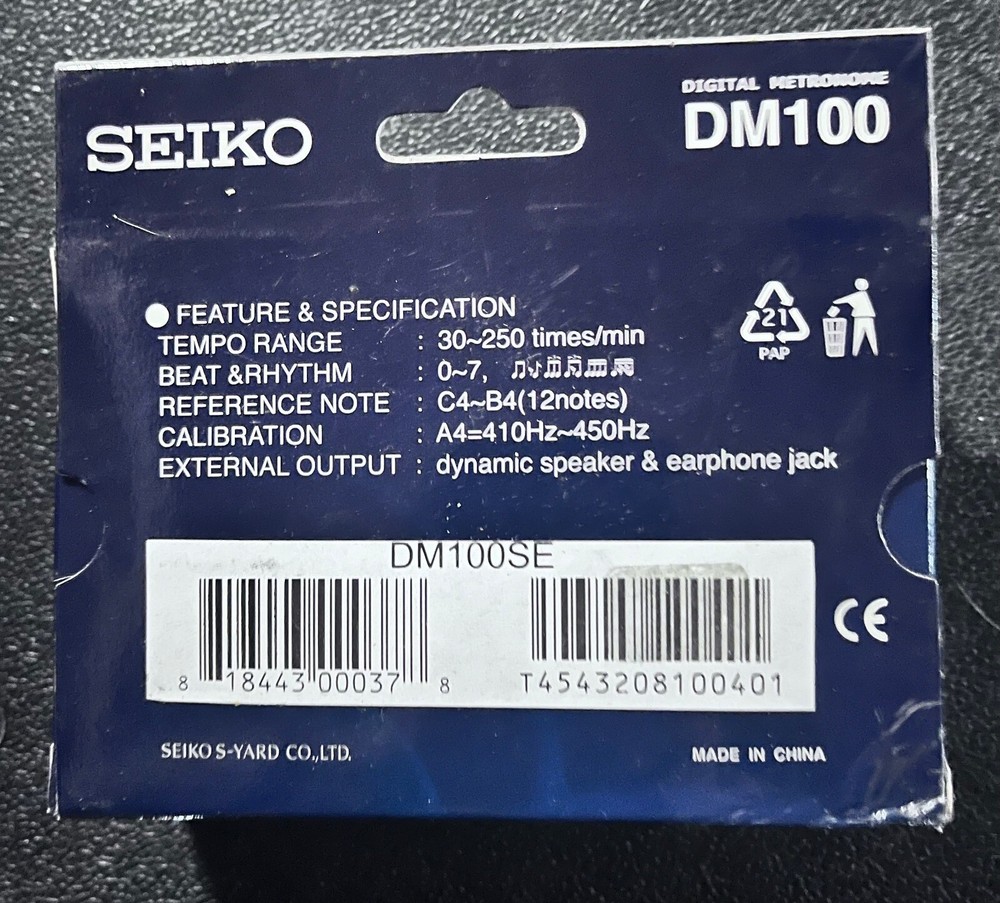 SEIKO
DIGITAL METRONOME
DM100
● FEATURE & SPECIFICATION
TEMPO RANGE : 30~250 times/min
BEAT &RHYTHM : 0~7,
REFERENCE NOTE : C4~B4(12notes)
CALIBRATION : A4=410Hz~450Hz
EXTERNAL OUTPUT : dynamic speaker & earphone jack
21
PAP
DM100SE
8 18443 00037 8
T4543208100401
CE
SEIKO S-YARD CO.,LTD.
MADE IN CHINA